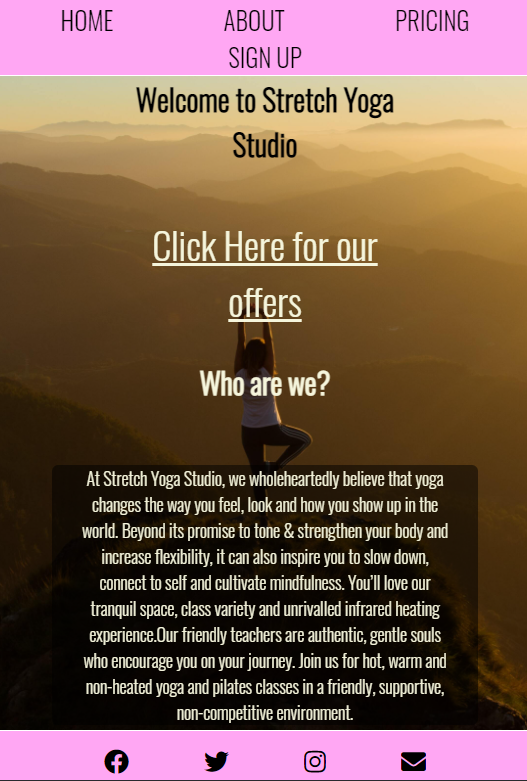 HOME ABOUT PRICING
SIGN UP
Welcome to Stretch Yoga
Studio
Click Here for our
offers
Who are we?
At Stretch Yoga Studio, we wholeheartedly believe that yoga
changes the way you feel, look and how you show up in the
world. Beyond its promise to tone & strengthen your body and
increase flexibility, it can also inspire you to slow down,
connect to self and cultivate mindfulness. You’ll love our
tranquil space, class variety and unrivalled infrared heating
experience.Our friendly teachers are authentic, gentle souls
who encourage you on your journey. Join us for hot, warm and
non-heated yoga and pilates classes in a friendly, supportive,
non-competitive environment.